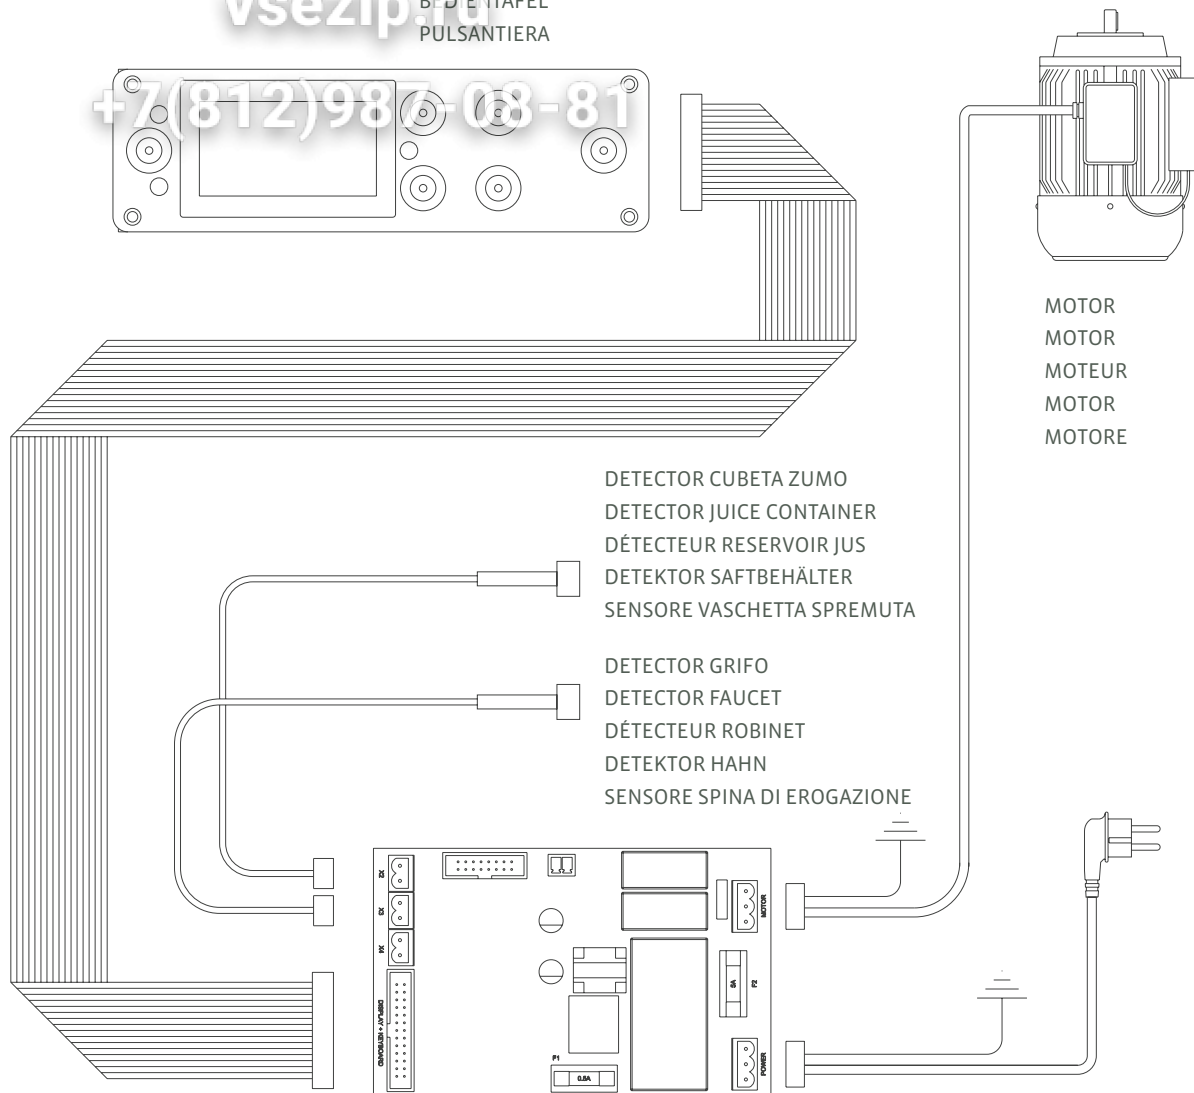 vsezip.ru
BEDIENTAFEL
PULSANTIERA
+7(812)987-08-81
MOTOR
MOTOR
MOTEUR
MOTOR
MOTORE
DETECTOR CUBETA ZUMO
DETECTOR JUICE CONTAINER
DÉTECTEUR RESERVOIR JUS
DETEKTOR SAFTBEHÄLTER
SENSORE VASCHETTA SPREMUTA
DETECTOR GRIFO
DETECTOR FAUCET
DÉTECTEUR ROBINET
DETEKTOR HAHN
SENSORE SPINA DI EROGAZIONE
X2
X3
X4
DISPLAY + KEYBOARD
MOTOR
5A
F2
POWER
F1
0.5A